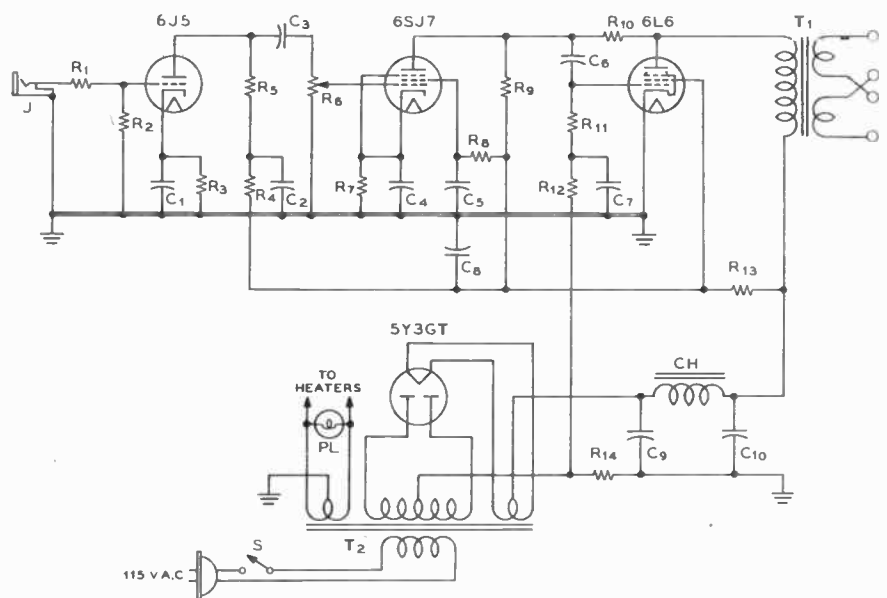 6J5
C3
6SJ7
R10
6L6
T1
R1
J
R2
R5
R6
R9
C6
R11
R8
C1
R3
R4
C2
R7
C4
C5
R12
C7
C8
R13
5Y3GT
TO
HEATERS
PL
CH
C9
C10
R14
T2
S
115 V A.C